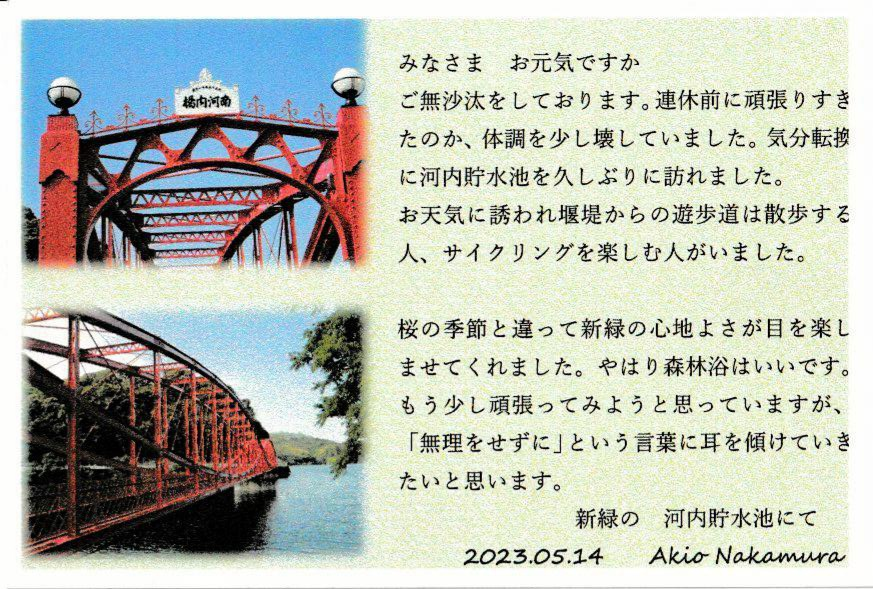 南河内橋
みなさま　お元気ですか
ご無沙汰をしております。連休前に頑張りすぎ
たのか、体調を少し壊していました。気分転換
に河内貯水池を久しぶりに訪れました。
お天気に誘われ堰堤からの遊歩道は散歩する
人、サイクリングを楽しむ人がいました。
桜の季節と違って新緑の心地よさが目を楽し
ませてくれました。やはり森林浴はいいです。
もう少し頑張ってみようと思っていますが、
「無理をせずに」という言葉に耳を傾けていき
たいと思います。
新緑の　河内貯水池にて
2023.05.14　Akio Nakamura